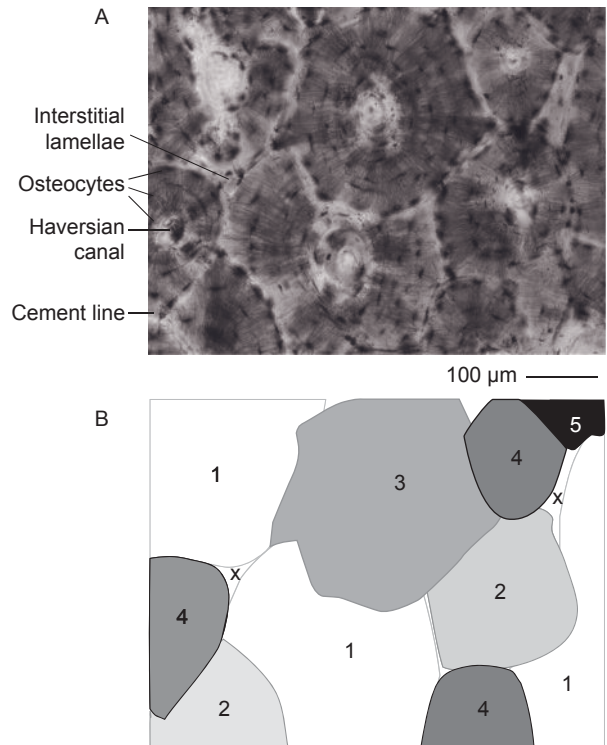 A
Interstitial
lamellae
Osteocytes
Haversian
canal
Cement line
100 µm
B
1
3
4
5
x
x
4
2
1
2
4
1